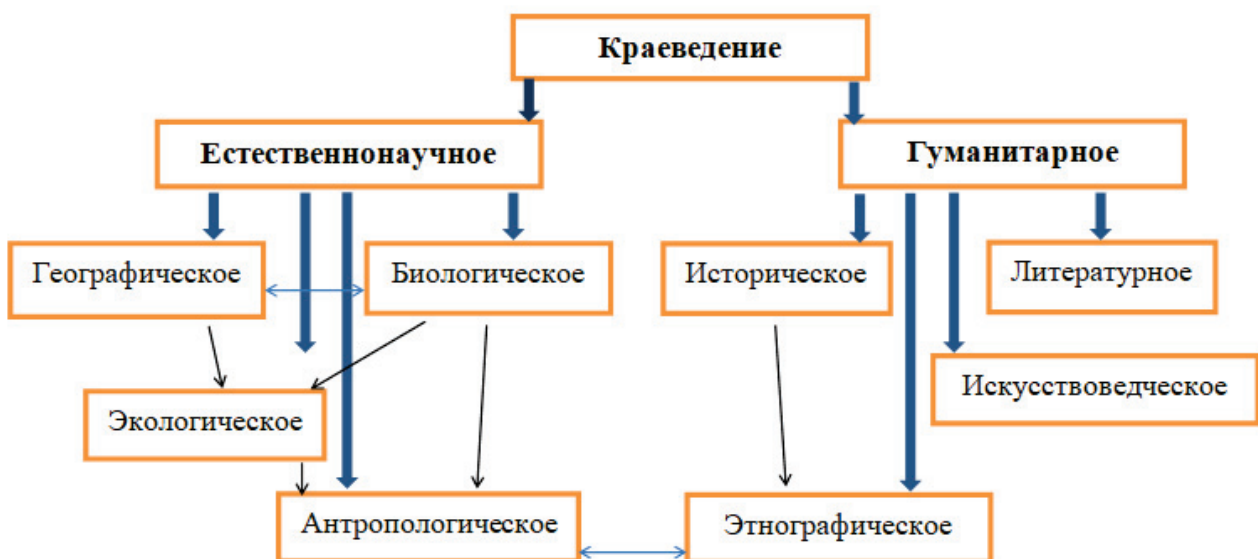 Краеведение
Естественнонаучное
Гуманитарное
Географическое
Биологическое
Историческое
Литературное
Экологическое
Искусствоведческое
Антропологическое
Этнографическое